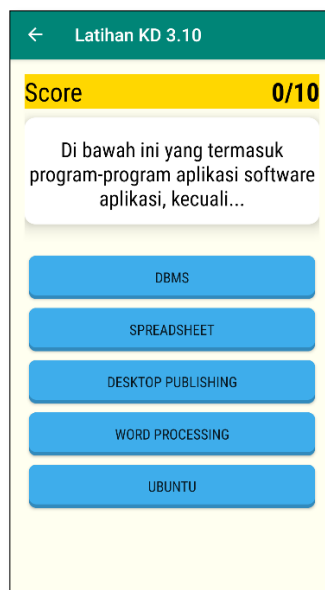 Latihan KD 3.10
Score 0/10
Di bawah ini yang termasuk
program-program aplikasi software
aplikasi, kecuali...
DBMS
SPREADSHEET
DESKTOP PUBLISHING
WORD PROCESSING
UBUNTU